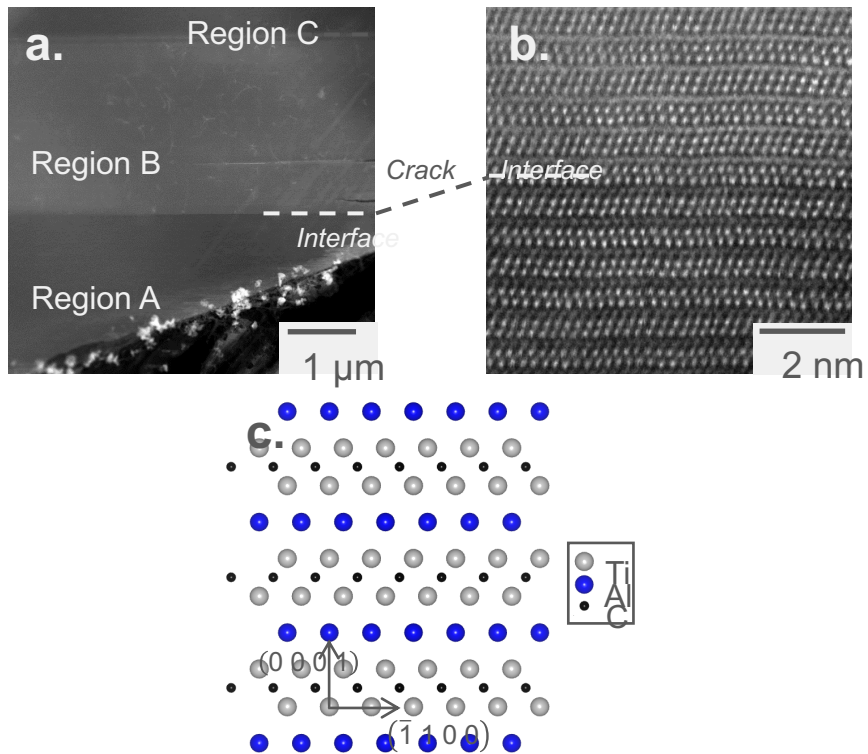 a.
Region C
Region B
Interface
Region A
1 μm
Crack
b.
Interface
2 nm
c.
Ti
Al
C
(0 0 0 1)
(1̅ 1 0 0)